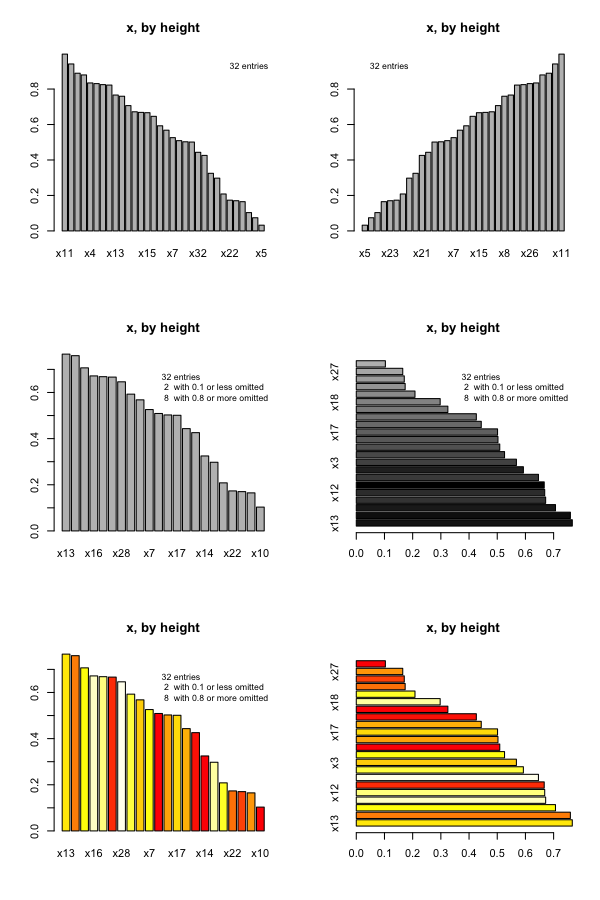 x, by height
32 entries
0.8
0.6
0.4
0.2
0.0
x11 x4 x13 x15 x7 x32 x22 x5
x, by height
32 entries
0.8
0.6
0.4
0.2
0.0
x5 x23 x21 x7 x15 x8 x26 x11
x, by height
32 entries
2 with 0.1 or less omitted
8 with 0.8 or more omitted
0.6
0.4
0.2
0.0
x13 x16 x28 x7 x17 x14 x22 x10
x, by height
32 entries
2 with 0.1 or less omitted
8 with 0.8 or more omitted
x27
x18
x17
x3
x12
x13
0.0 0.1 0.2 0.3 0.4 0.5 0.6 0.7
x, by height
32 entries
2 with 0.1 or less omitted
8 with 0.8 or more omitted
0.6
0.4
0.2
0.0
x13 x16 x28 x7 x17 x14 x22 x10
x, by height
x27
x18
x17
x3
x12
x13
0.0 0.1 0.2 0.3 0.4 0.5 0.6 0.7